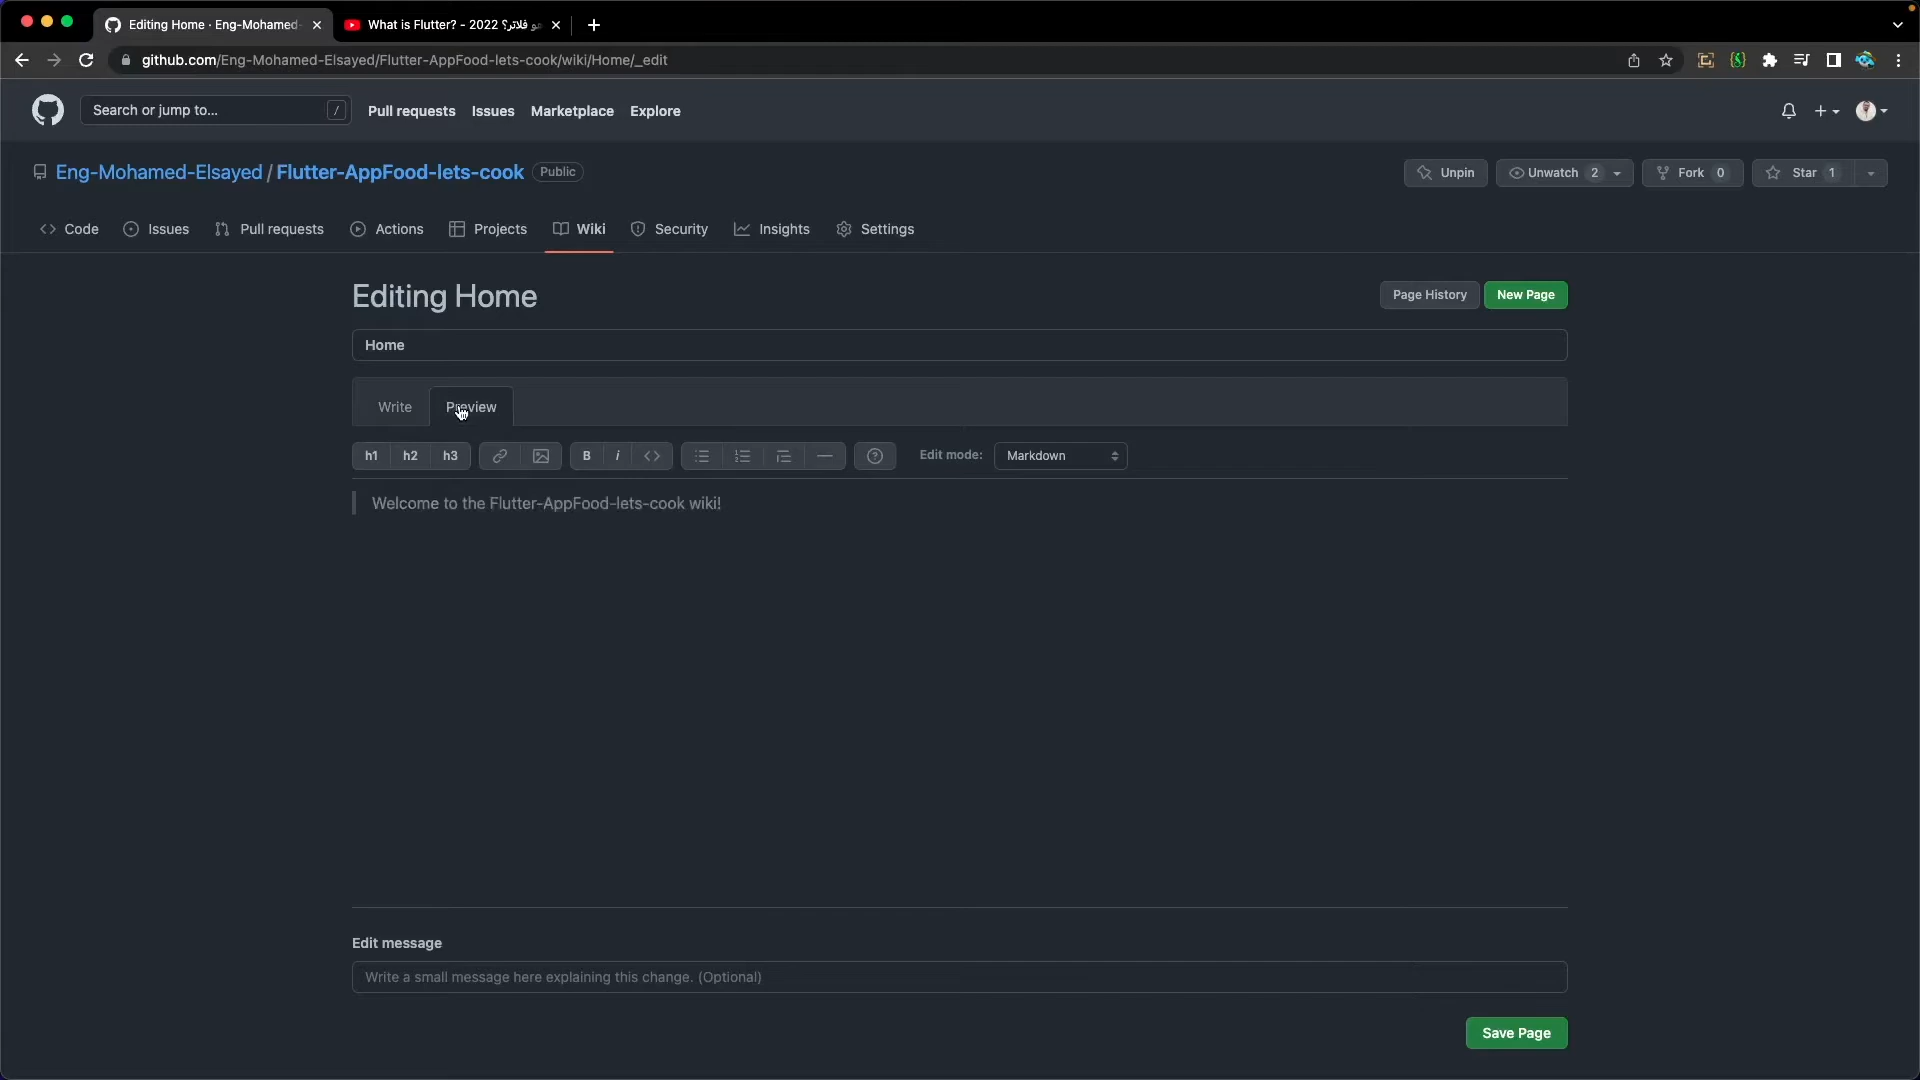 Editing Home · Eng-Mohamed-
What is Flutter? - 2022 هو فلاتر؟
github.com/Eng-Mohamed-Elsayed/Flutter-AppFood-lets-cook/wiki/Home/_edit
Search or jump to... /
Pull requests Issues Marketplace Explore
Eng-Mohamed-Elsayed / Flutter-AppFood-lets-cook Public
Unpin Unwatch 2 Fork 0 Star 1
Code Issues Pull requests Actions Projects Wiki Security Insights Settings
Editing Home
Page History New Page
Home
Write Preview
h1 h2 h3 B i Edit mode: Markdown
Welcome to the Flutter-AppFood-lets-cook wiki!
Edit message
Write a small message here explaining this change. (Optional)
Save Page